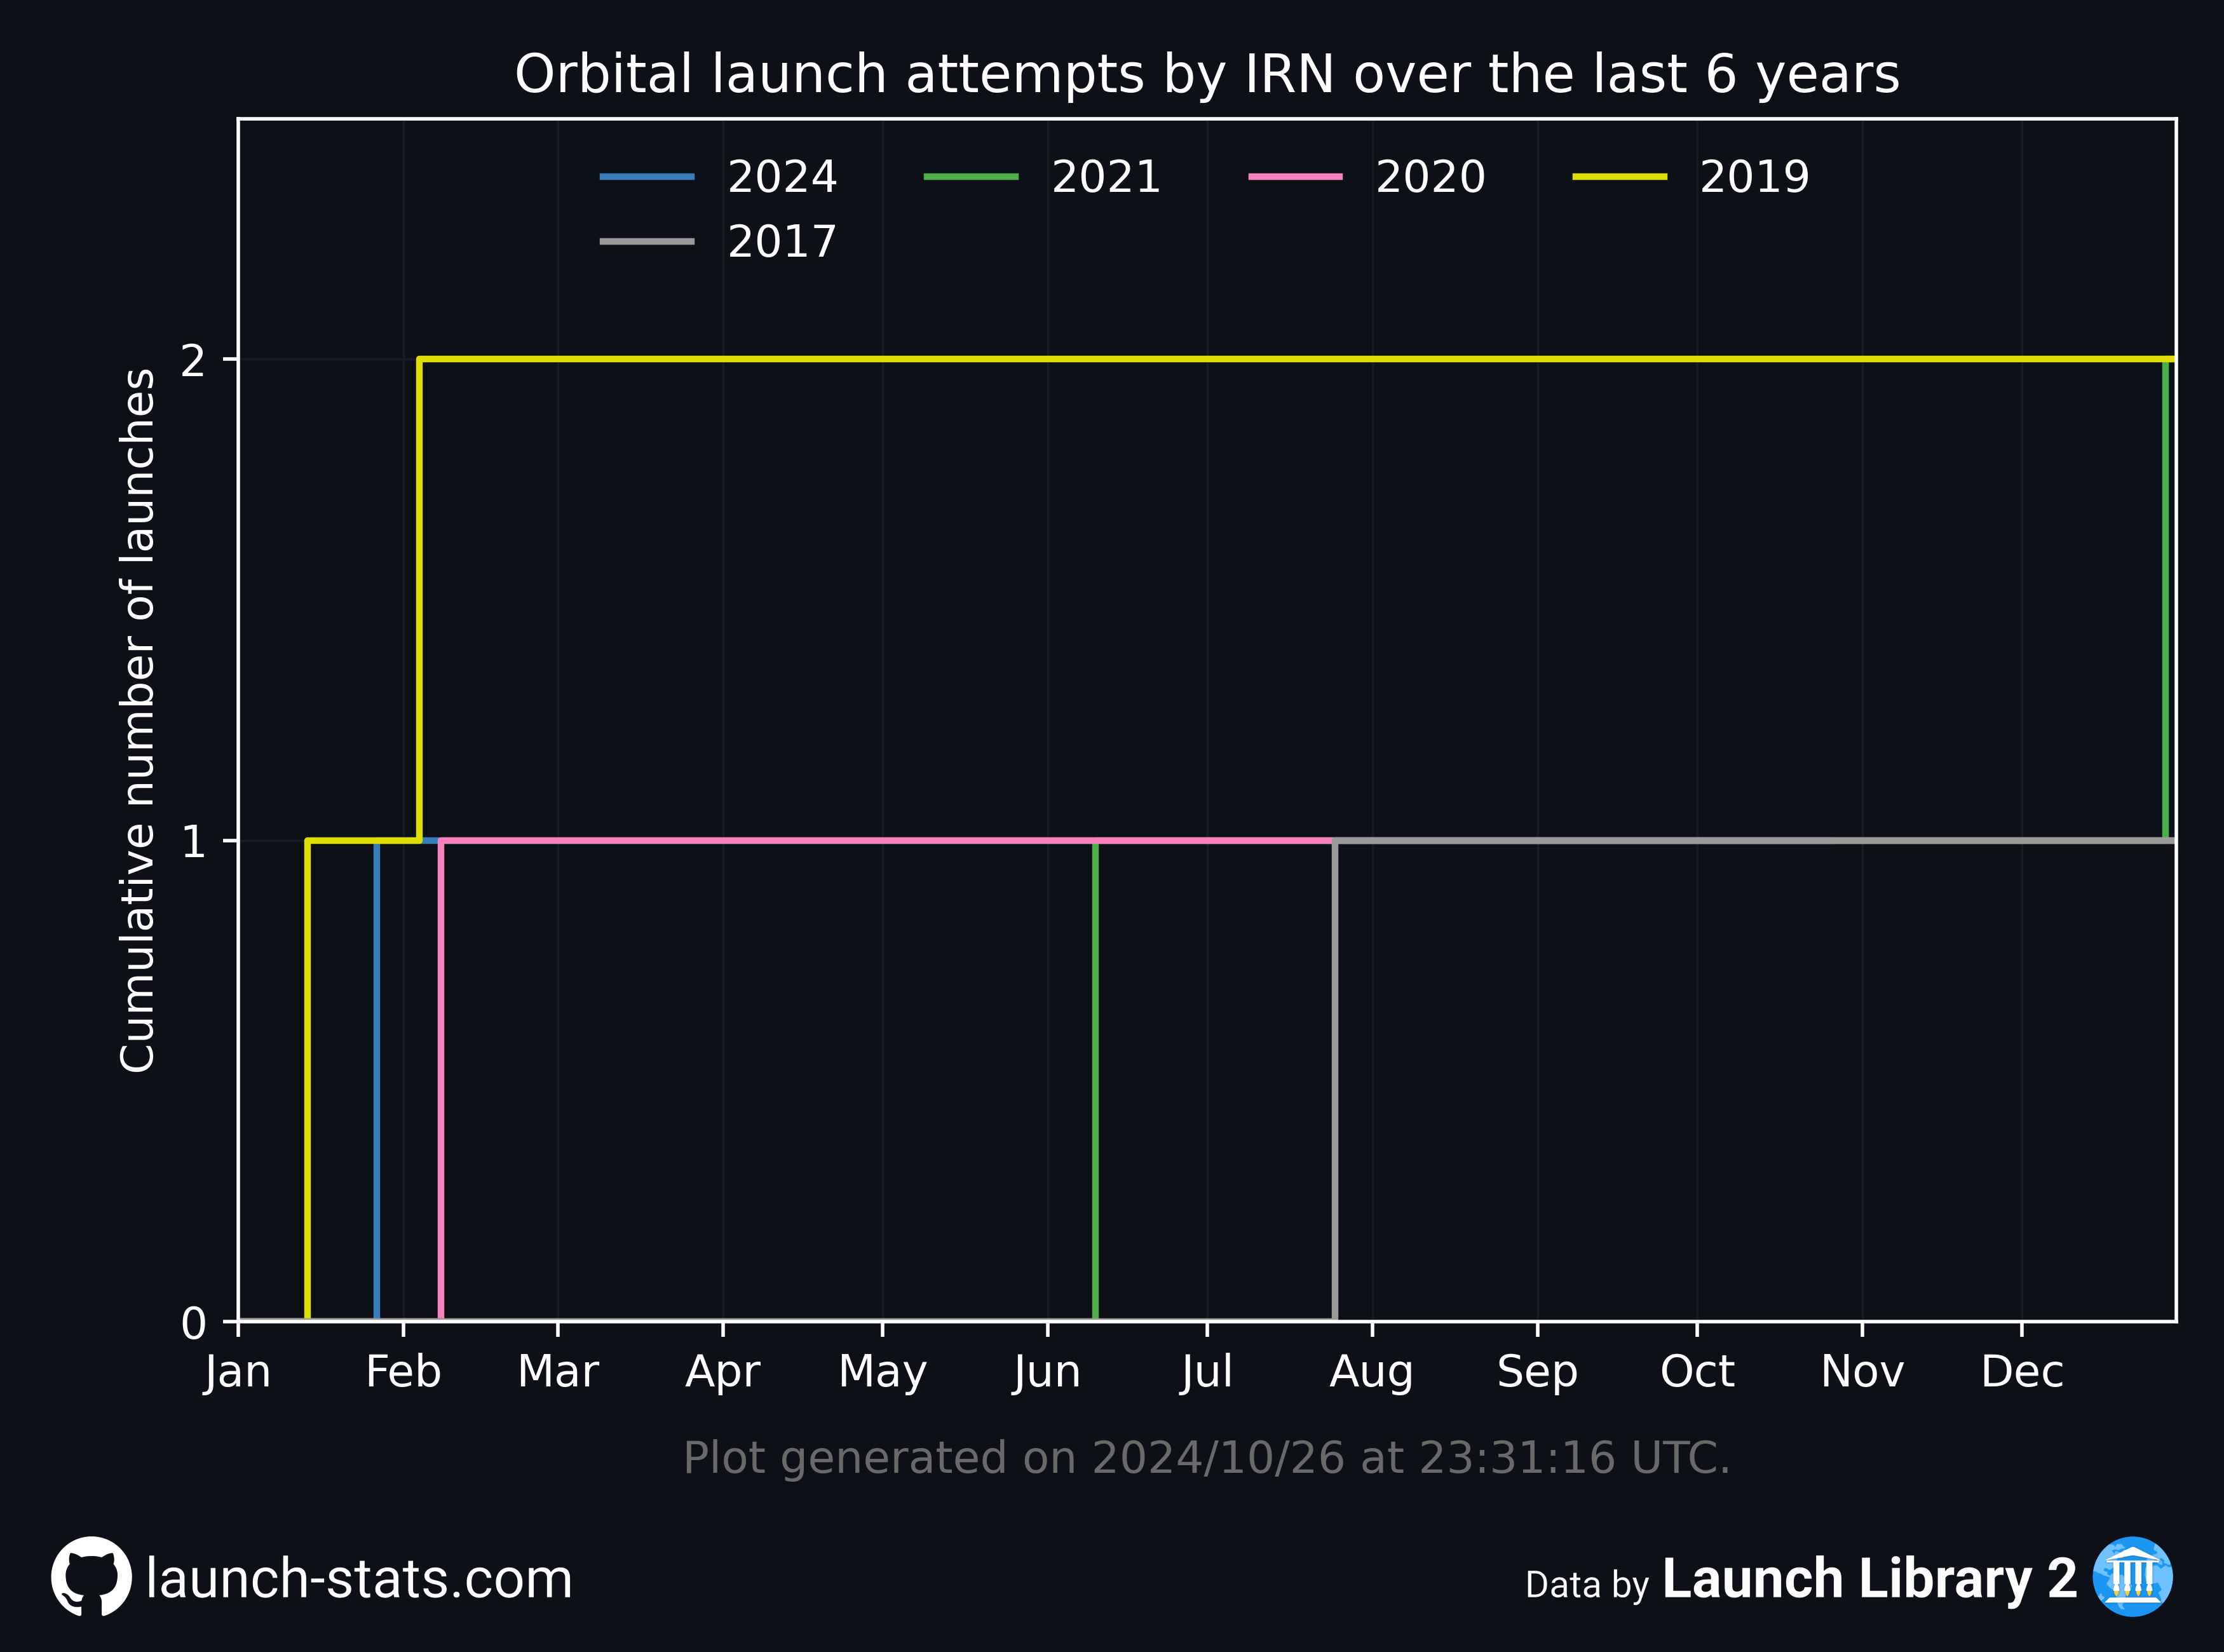 Orbital launch attempts by IRN over the last 6 years
2024 2021 2020 2019
2017
Cumulative number of launches
2
1
0
Jan Feb Mar Apr May Jun Jul Aug Sep Oct Nov Dec
Plot generated on 2024/10/26 at 23:31:16 UTC.
launch-stats.com
Data by Launch Library 2